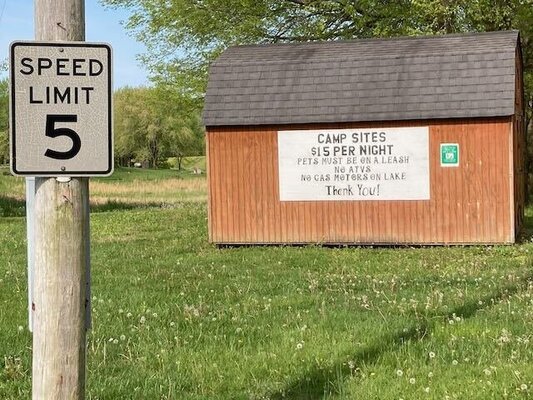 SPEED
LIMIT
5
CAMP SITES
$15 PER NIGHT
PETS MUST BE ON A LEASH
NO ATVS
NO GAS MOTORS ON LAKE
Thank You!